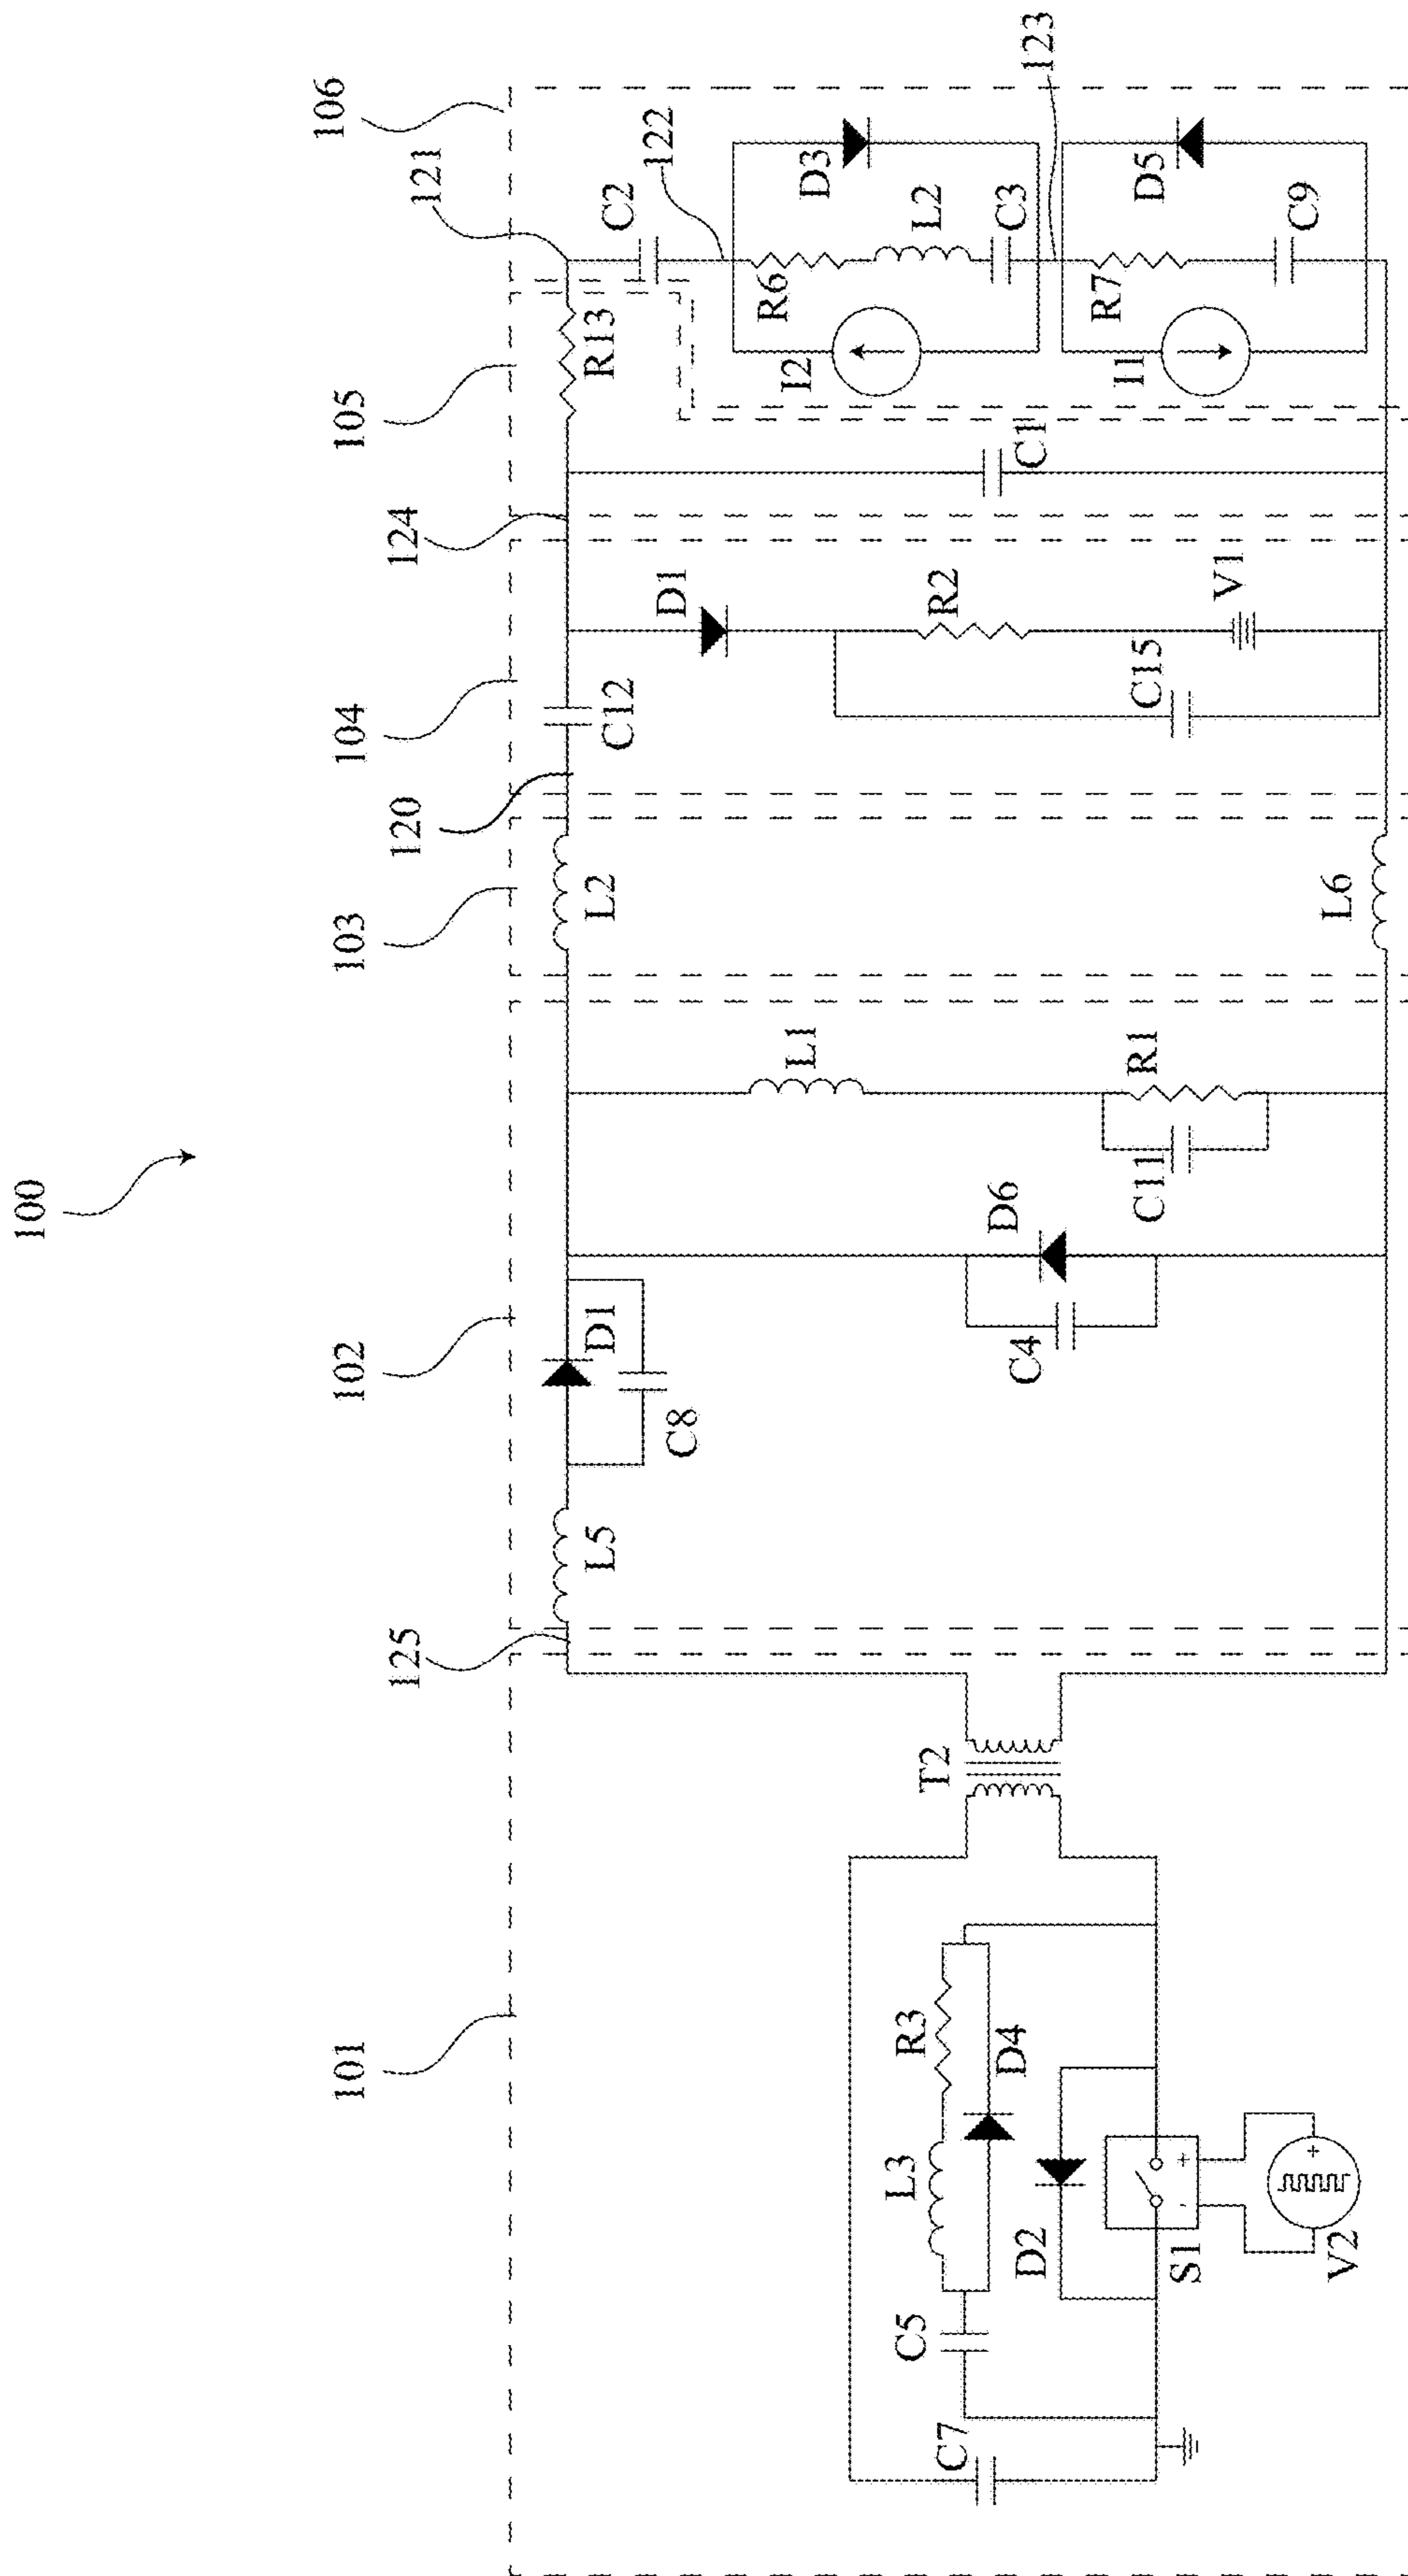 100
101
102
103
104
105
106
125
120
124
121
122
123
C7
C5
L3
R3
D4
D2
S1
- +
V2
+
T2
L5
D1
C8
C4
D6
L1
C11
R1
L2
L6
C12
D1
R2
C15
V1
C1
R13
C2
I2
R6
L2
C3
D3
I1
R7
C9
D5